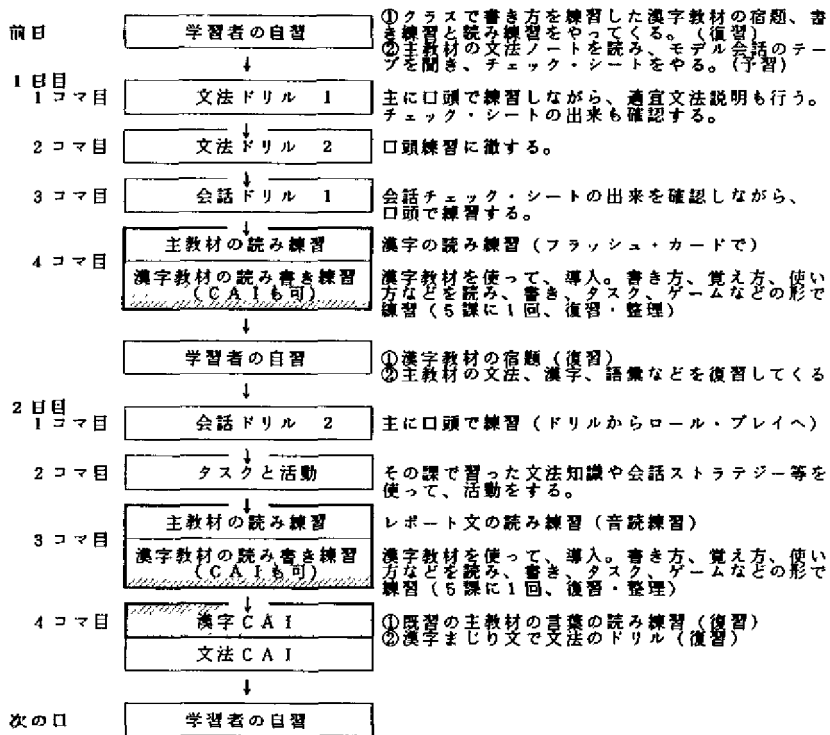 前日
学習者の自習
①クラスで書き方を練習した漢字教材の宿題、書
き練習と読み練習をやってくる。(復習)
②主教材の文法ノートを読み、モデル会話のテー
プを聞き、チェック・シートをやる。(予習)
↓
1日目
1コマ目
文法ドリル 1
主に口頭で練習しながら、適宜文法説明も行う。
チェック・シートの出来も確認する。
↓
2コマ目
文法ドリル 2
口頭練習に徹する。
↓
3コマ目
会話ドリル 1
会話チェック・シートの出来を確認しながら、
口頭で練習する。
↓
4コマ目
主教材の読み練習
漢字の読み練習(フラッシュ・カードで)
漢字教材の読み書き練習
(CAIも可)
漢字教材を使って、導入。書き方、覚え方、使い
方などを読み、書き、タスク、ゲームなどの形で
練習(5課に1回、復習・整理)
↓
学習者の自習
①漢字教材の宿題(復習)
②主教材の文法、漢字、語彙などを復習してくる
↓
2日目
1コマ目
会話ドリル 2
主に口頭で練習(ドリルからロール・プレイへ)
↓
2コマ目
タスクと活動
その課で習った文法知識や会話ストラテジー等を
使って、活動をする。
↓
3コマ目
主教材の読み練習
レポート文の読み練習(音読練習)
漢字教材の読み書き練習
(CAIも可)
漢字教材を使って、導入。書き方、覚え方、使い
方などを読み、書き、タスク、ゲームなどの形で
練習(5課に1回、復習・整理)
↓
4コマ目
漢字CAI
①既習の主教材の言葉の読み練習(復習)
②漢字まじり文で文法のドリル(復習)
文法CAI
↓
次の日
学習者の自習